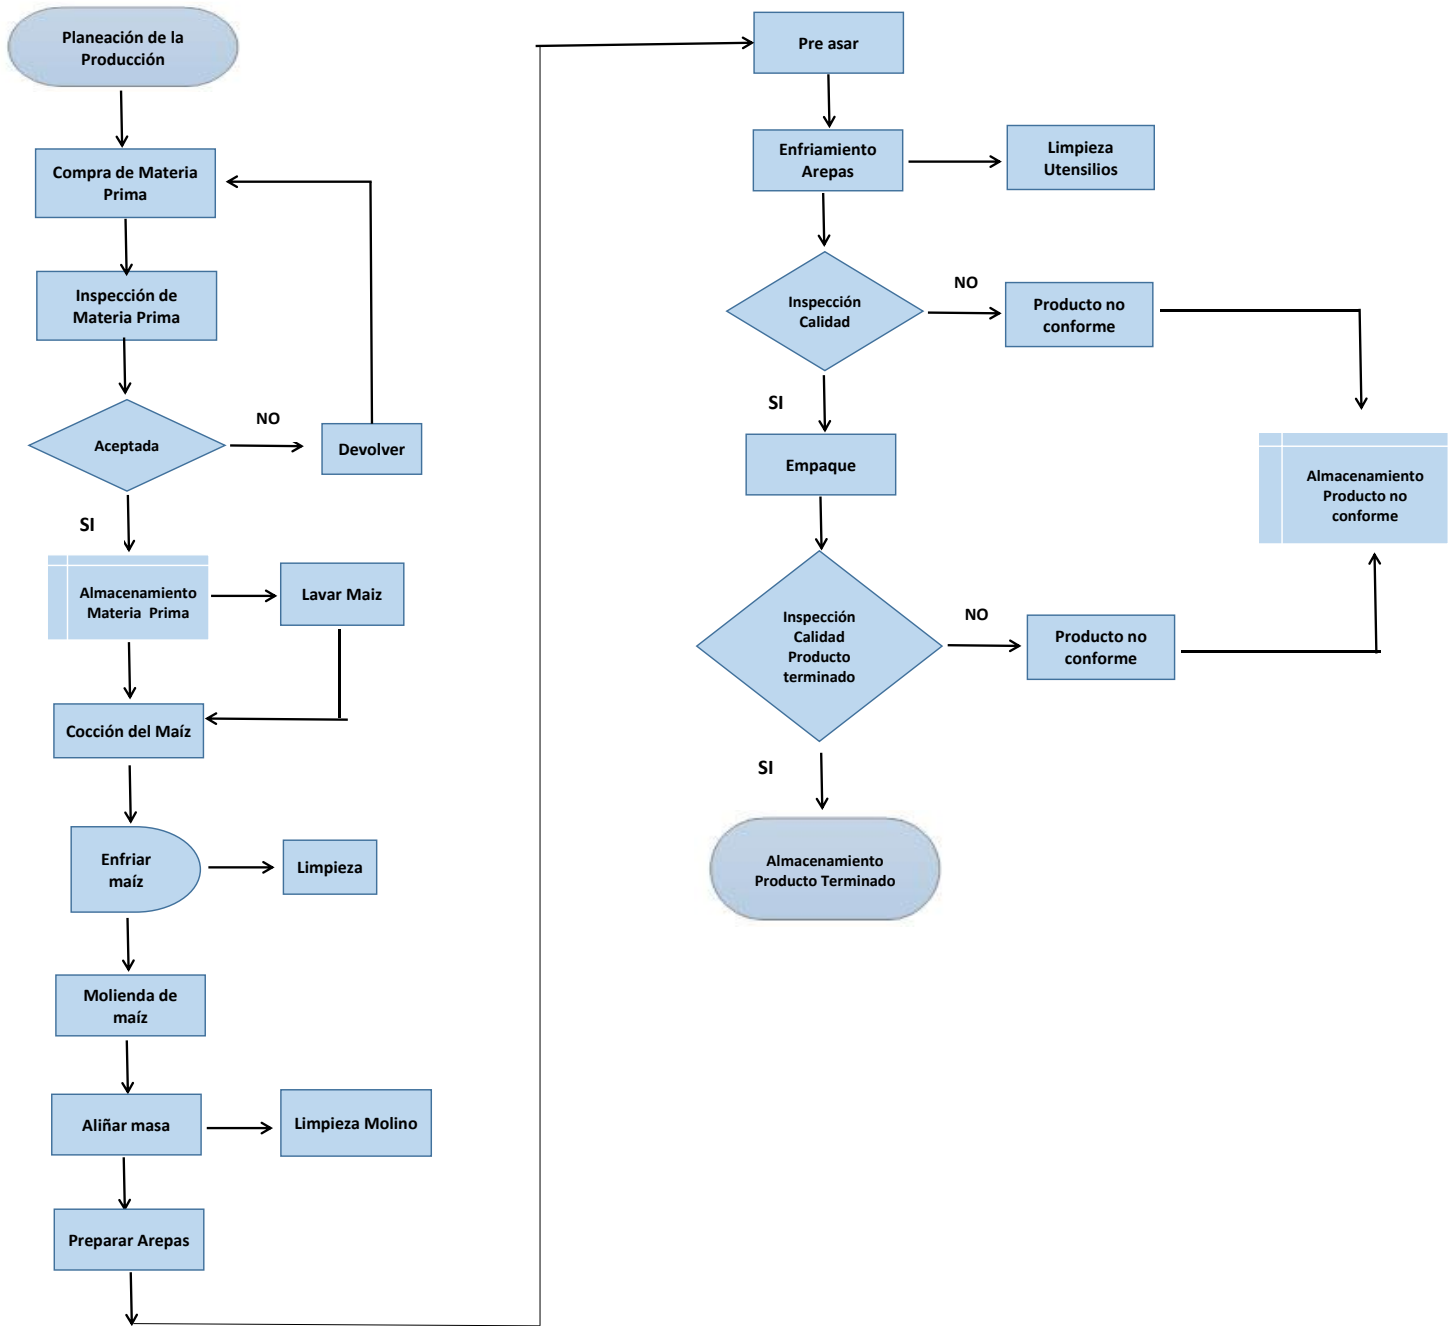 Planeación de la
Producción
Compra de Materia
Prima
Inspección de
Materia Prima
Aceptada
NO
Devolver
SI
Almacenamiento
Materia Prima
Lavar Maiz
Cocción del Maíz
Enfriar
maíz
Limpieza
Molienda de
maíz
Aliñar masa
Limpieza Molino
Preparar Arepas
Pre asar
Enfriamiento
Arepas
Limpieza
Utensilios
Inspección
Calidad
NO
Producto no
conforme
SI
Empaque
Almacenamiento
Producto no
conforme
Inspección
Calidad
Producto
terminado
NO
Producto no
conforme
SI
Almacenamiento
Producto Terminado